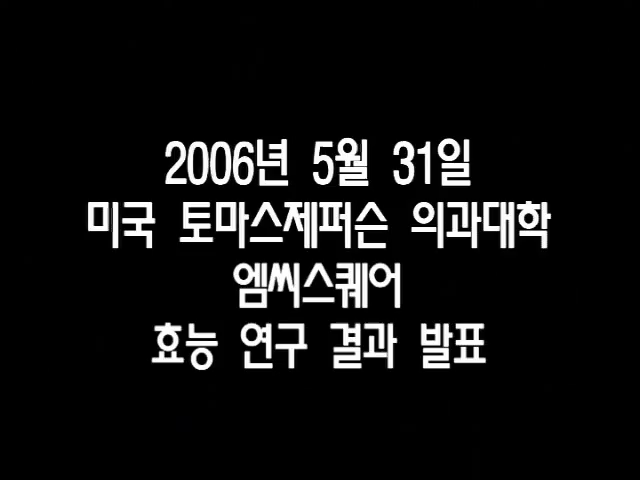 2006년 5월 31일
미국 토마스제퍼슨 의과대학
엠씨스퀘어
효능 연구 결과 발표